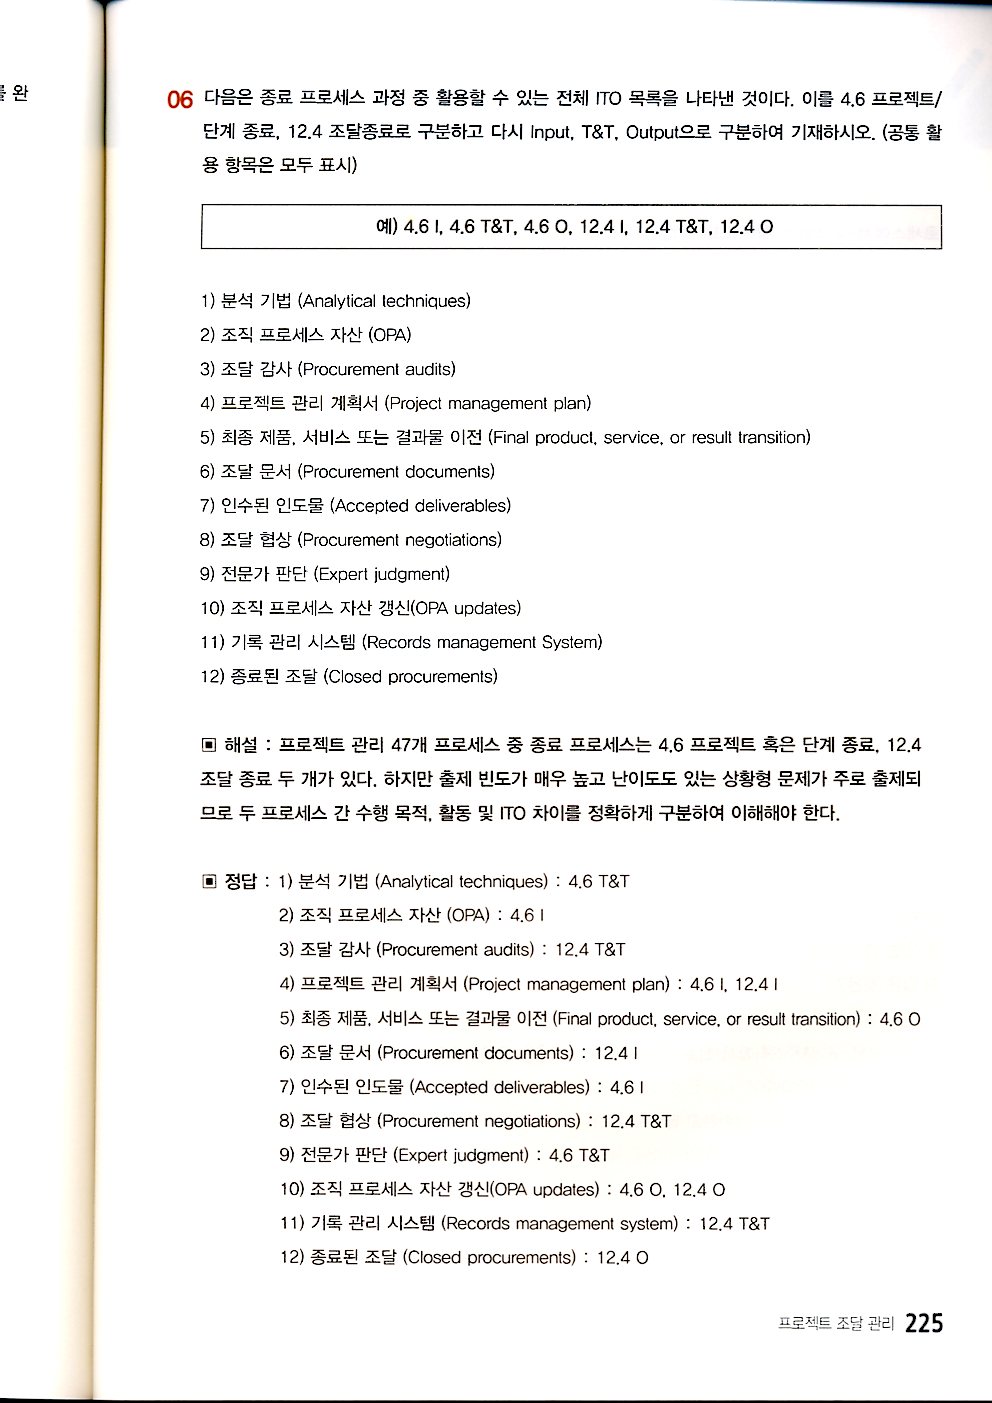 를 완
06 다음은 종료 프로세스 과정 중 활용할 수 있는 전체 ITO 목록을 나타낸 것이다. 이를 4.6 프로젝트/
단계 종료, 12.4 조달종료로 구분하고 다시 Input, T&T, Output으로 구분하여 기재하시오. (공통 활
용 항목은 모두 표시)
예) 4.6 I, 4.6 T&T, 4.6 O, 12.4 I, 12.4 T&T, 12.4 O
1) 분석 기법 (Analytical techniques)
2) 조직 프로세스 자산 (OPA)
3) 조달 감사 (Procurement audits)
4) 프로젝트 관리 계획서 (Project management plan)
5) 최종 제품, 서비스 또는 결과물 이전 (Final product, service, or result transition)
6) 조달 문서 (Procurement documents)
7) 인수된 인도물 (Accepted deliverables)
8) 조달 협상 (Procurement negotiations)
9) 전문가 판단 (Expert judgment)
10) 조직 프로세스 자산 갱신(OPA updates)
11) 기록 관리 시스템 (Records management System)
12) 종료된 조달 (Closed procurements)
▣ 해설 : 프로젝트 관리 47개 프로세스 중 종료 프로세스는 4.6 프로젝트 혹은 단계 종료, 12.4
조달 종료 두 개가 있다. 하지만 출제 빈도가 매우 높고 난이도도 있는 상황형 문제가 주로 출제되
므로 두 프로세스 간 수행 목적, 활동 및 ITO 차이를 정확하게 구분하여 이해해야 한다.
▣ 정답 : 1) 분석 기법 (Analytical techniques) : 4.6 T&T
2) 조직 프로세스 자산 (OPA) : 4.6 I
3) 조달 감사 (Procurement audits) : 12.4 T&T
4) 프로젝트 관리 계획서 (Project management plan) : 4.6 I, 12.4 I
5) 최종 제품, 서비스 또는 결과물 이전 (Final product, service, or result transition) : 4.6 O
6) 조달 문서 (Procurement documents) : 12.4 I
7) 인수된 인도물 (Accepted deliverables) : 4.6 I
8) 조달 협상 (Procurement negotiations) : 12.4 T&T
9) 전문가 판단 (Expert judgment) : 4.6 T&T
10) 조직 프로세스 자산 갱신(OPA updates) : 4.6 O, 12.4 O
11) 기록 관리 시스템 (Records management system) : 12.4 T&T
12) 종료된 조달 (Closed procurements) : 12.4 O
프로젝트 조달 관리 225